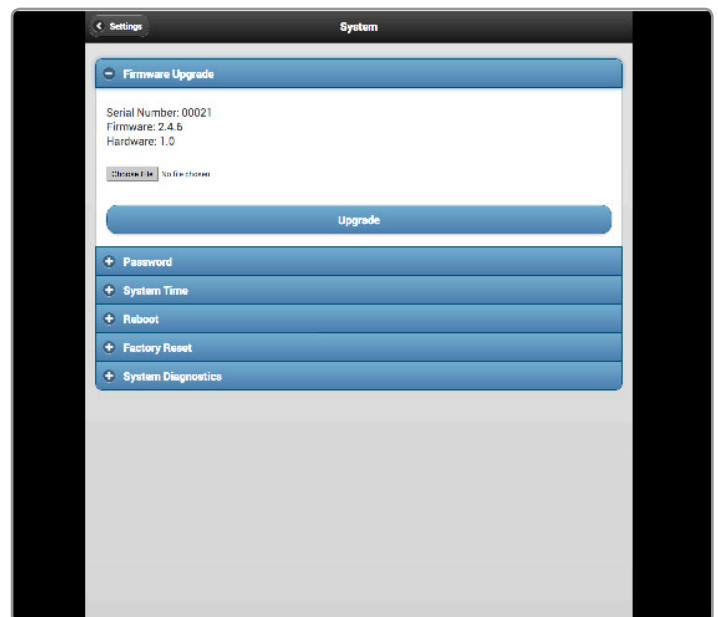 Settings
System
Firmware Upgrade
Serial Number: 00021
Firmware: 2.4.6
Hardware: 1.0
Choose File No file chosen
Upgrade
Password
System Time
Reboot
Factory Reset
System Diagnostics